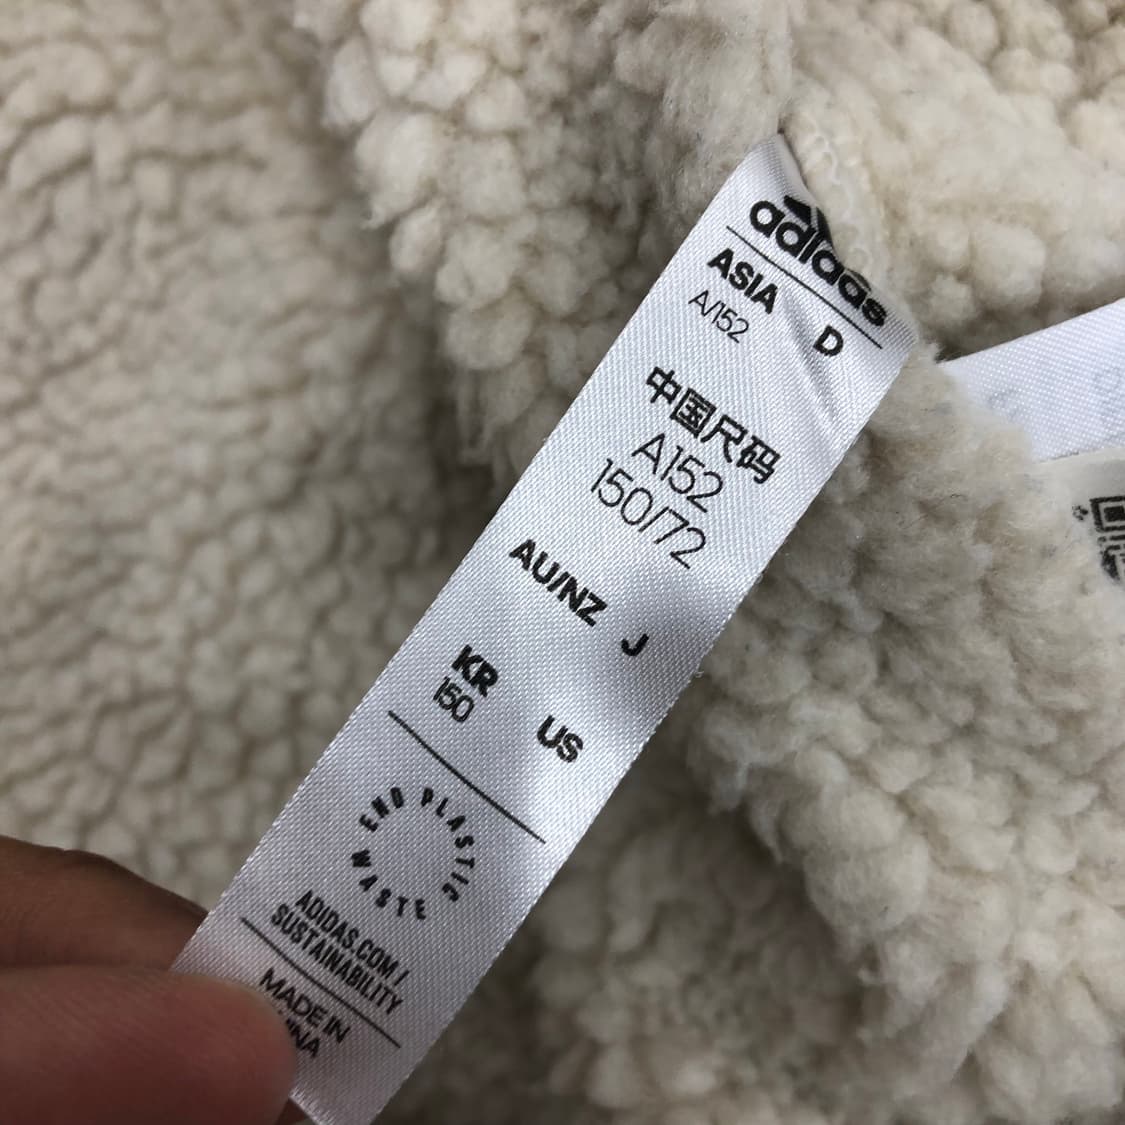 adidas
ASIA D
A/152
中国尺码
A152
150/72
AU/NZ J
KR US
150
END PLASTIC WASTE
ADIDAS.COM/
SUSTAINABILITY
MADE IN